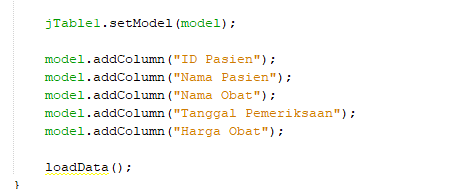 jTable1.setModel(model);
model.addColumn("ID Pasien");
model.addColumn("Nama Pasien");
model.addColumn("Nama Obat");
model.addColumn("Tanggal Pemeriksaan");
model.addColumn("Harga Obat");
loadData();
}